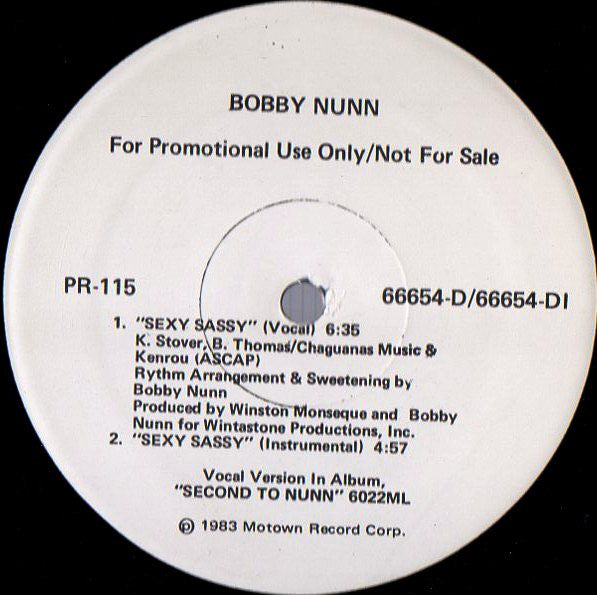 BOBBY NUNN
For Promotional Use Only/Not For Sale
PR-115
66654-D/66654-DI
1. "SEXY SASSY" (Vocal) 6:35
K. Stover, B. Thomas/Chaguanas Music &
Kenrou (ASCAP)
Rythm Arrangement & Sweetening by
Bobby Nunn
Produced by Winston Monseque and Bobby
Nunn for Wintastone Productions, Inc.
2. "SEXY SASSY" (Instrumental) 4:57
Vocal Version In Album,
"SECOND TO NUNN" 6022ML
℗ 1983 Motown Record Corp.